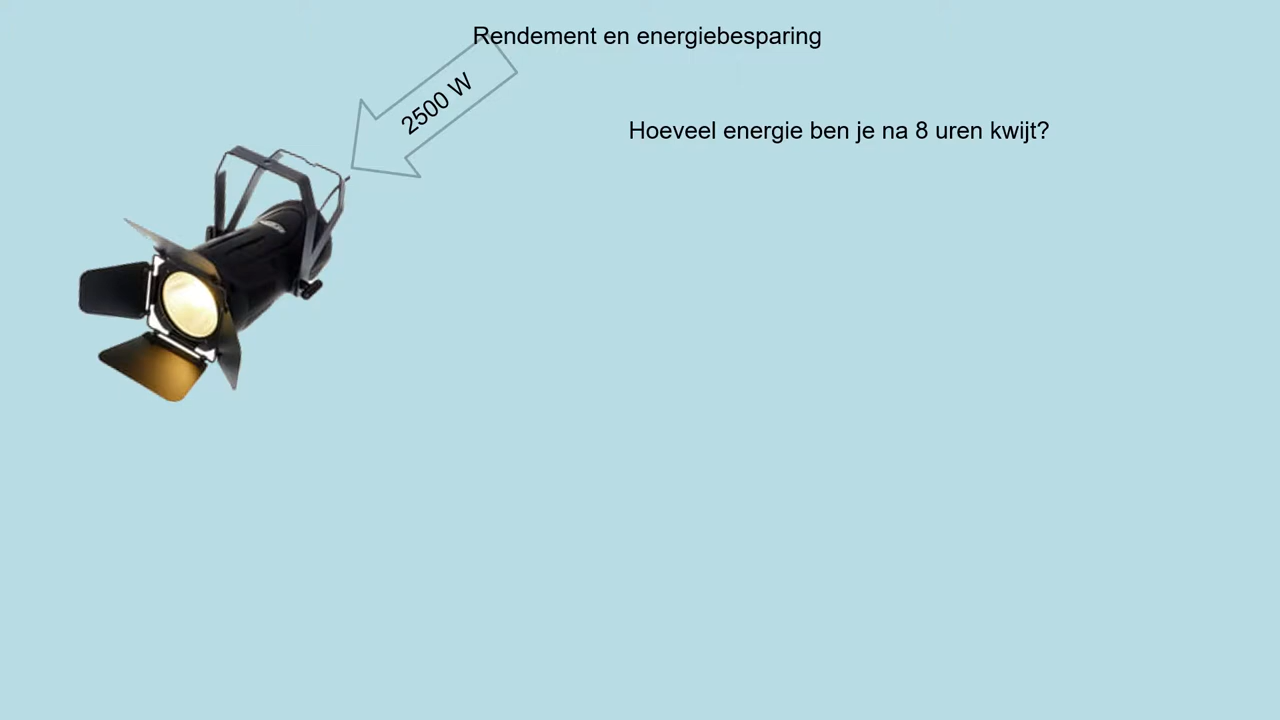 Rendement en energiebesparing
2500 W
Hoeveel energie ben je na 8 uren kwijt?